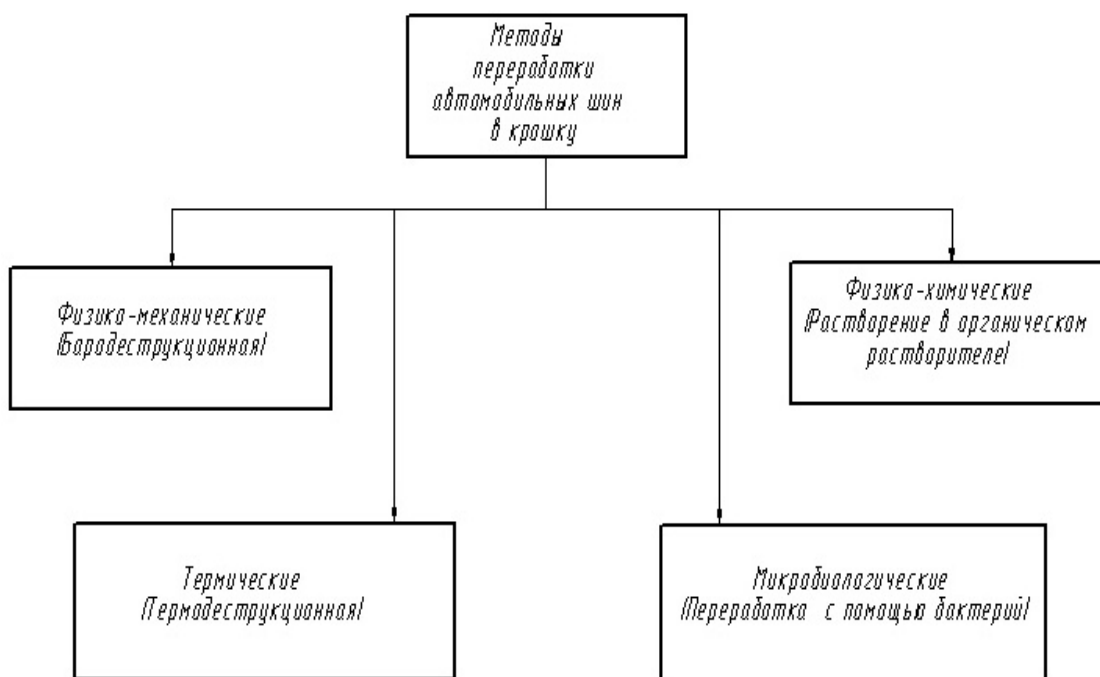 Методы
переработки
автомобильных шин
в крошку
Физико-механические
(Бародеструкционная)
Физико-химические
(Растворение в органическом
растворителе)
Термические
(Термодеструкционная)
Микробиологические
(Переработка с помощью бактерий)